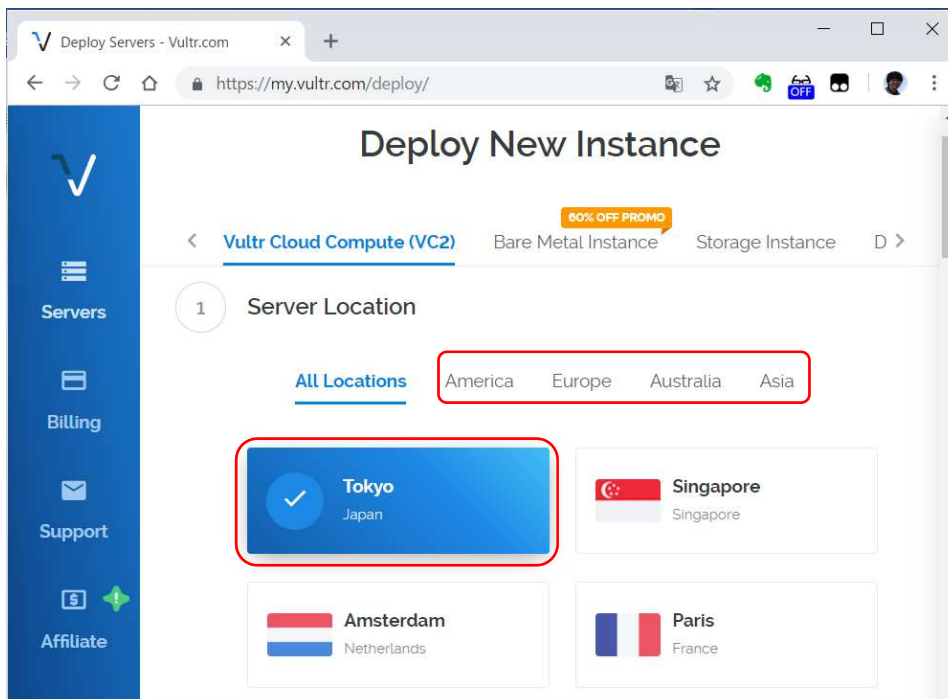 Deploy Servers - Vultr.com
https://my.vultr.com/deploy/
OFF
Deploy New Instance
60% OFF PROMO
Vultr Cloud Compute (VC2) Bare Metal Instance Storage Instance D
Servers
1 Server Location
All Locations America Europe Australia Asia
Billing
Tokyo
Japan
Singapore
Singapore
Support
Amsterdam
Netherlands
Paris
France
Affiliate